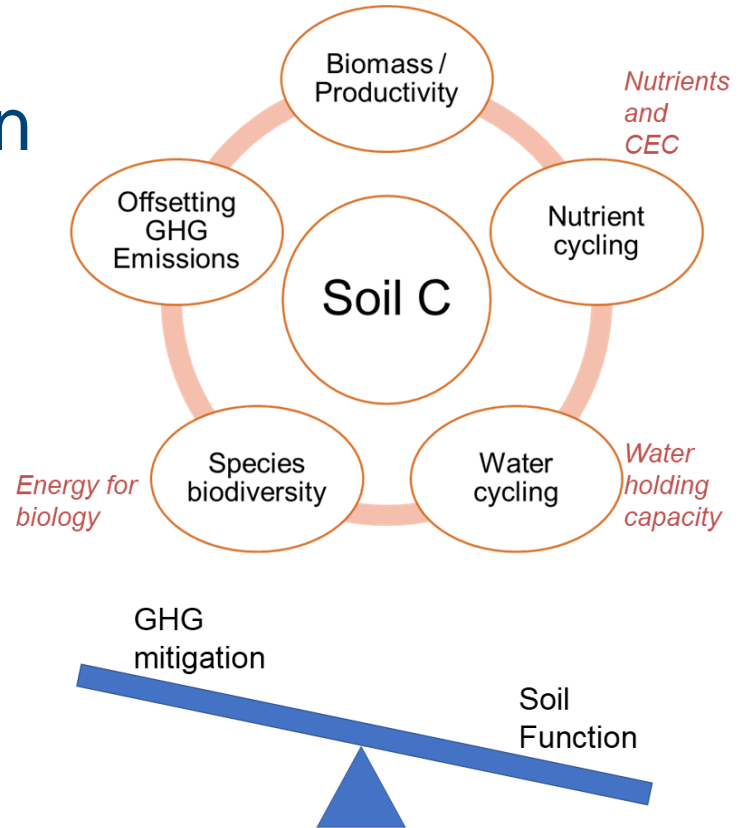 n
Biomass /
Productivity
Nutrients
and
CEC
Offsetting
GHG
Emissions
Nutrient
cycling
Soil C
Species
biodiversity
Water
cycling
Energy for
biology
Water
holding
capacity
GHG
mitigation
Soil
Function